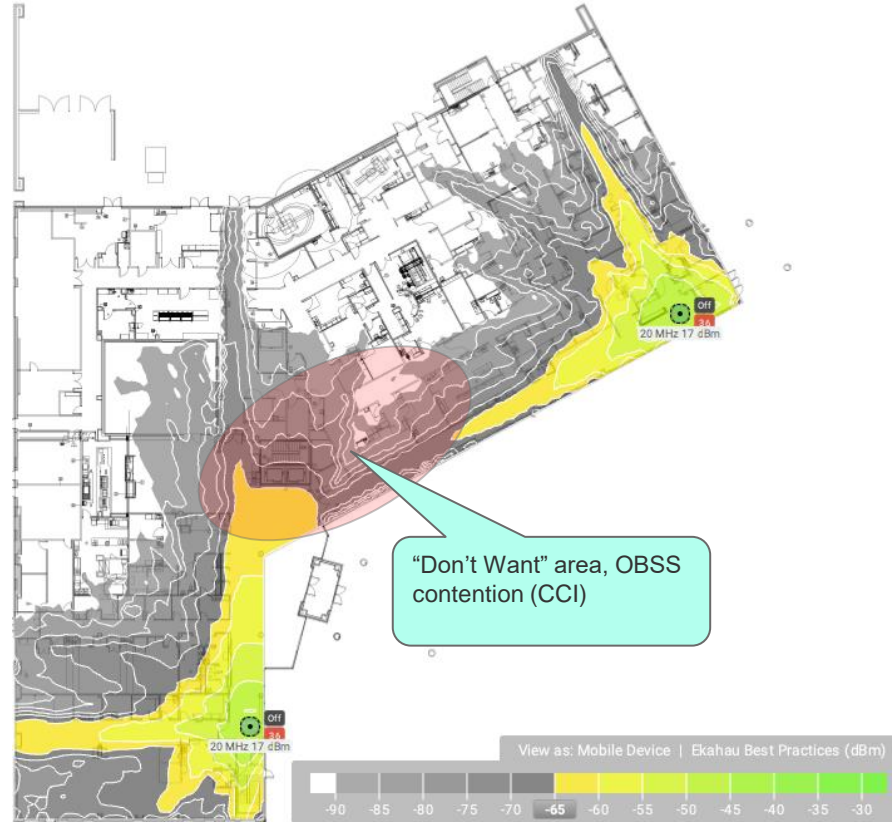 Off
36
20 MHz 17 dBm
“Don’t Want” area, OBSS
contention (CCI)
Off
36
20 MHz 17 dBm
View as: Mobile Device | Ekahau Best Practices (dBm)
-90 -85 -80 -75 -70 -65 -60 -55 -50 -45 -40 -35 -30